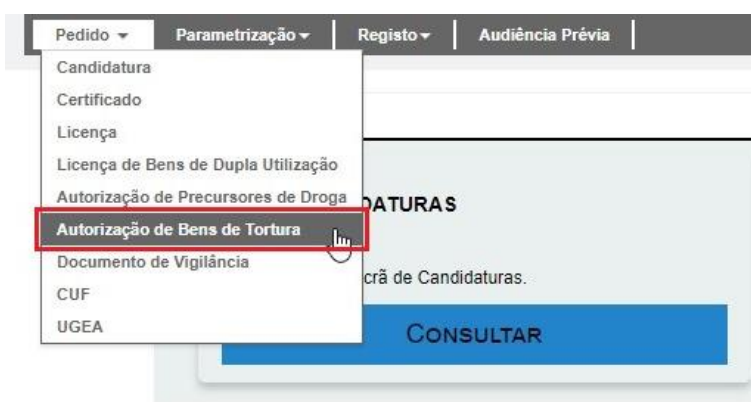 Pedido Parametrização Registo Audiência Prévia
Candidatura
Certificado
Licença
Licença de Bens de Dupla Utilização
Autorização de Precursores de Droga
DATURAS
Autorização de Bens de Tortura
Documento de Vigilância
crã de Candidaturas.
CUF
UGEA
CONSULTAR